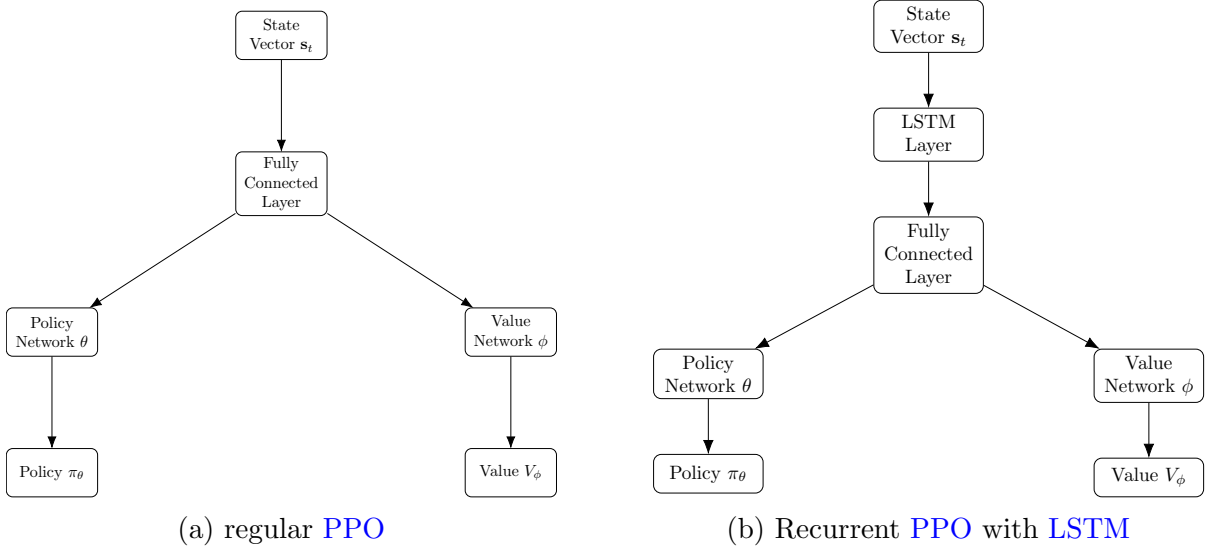 State
Vector s_t
Fully
Connected
Layer
Policy
Network θ
Value
Network ϕ
Policy π_θ
Value V_ϕ
(a) regular PPO
State
Vector s_t
LSTM
Layer
Fully
Connected
Layer
Policy
Network θ
Value
Network ϕ
Policy π_θ
Value V_ϕ
(b) Recurrent PPO with LSTM